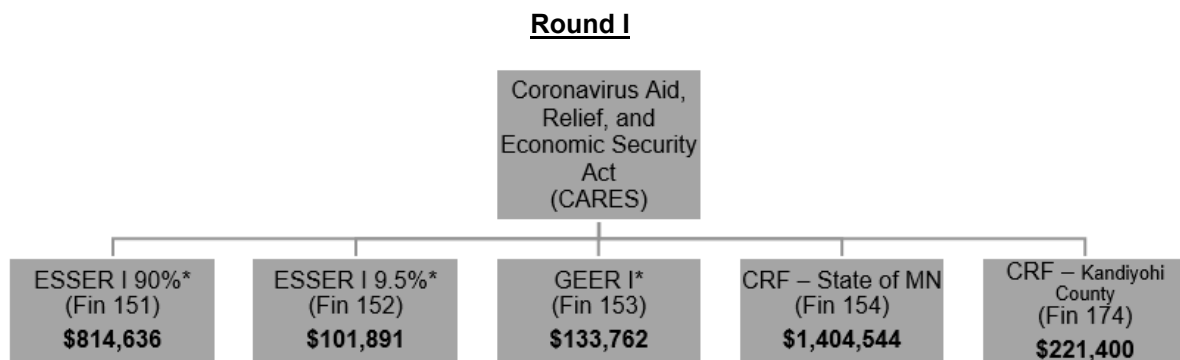 Round I
Coronavirus Aid,
Relief, and
Economic Security
Act
(CARES)
ESSER I 90%*
(Fin 151)
$814,636
ESSER I 9.5%*
(Fin 152)
$101,891
GEER I*
(Fin 153)
$133,762
CRF – State of MN
(Fin 154)
$1,404,544
CRF – Kandiyohi
County
(Fin 174)
$221,400